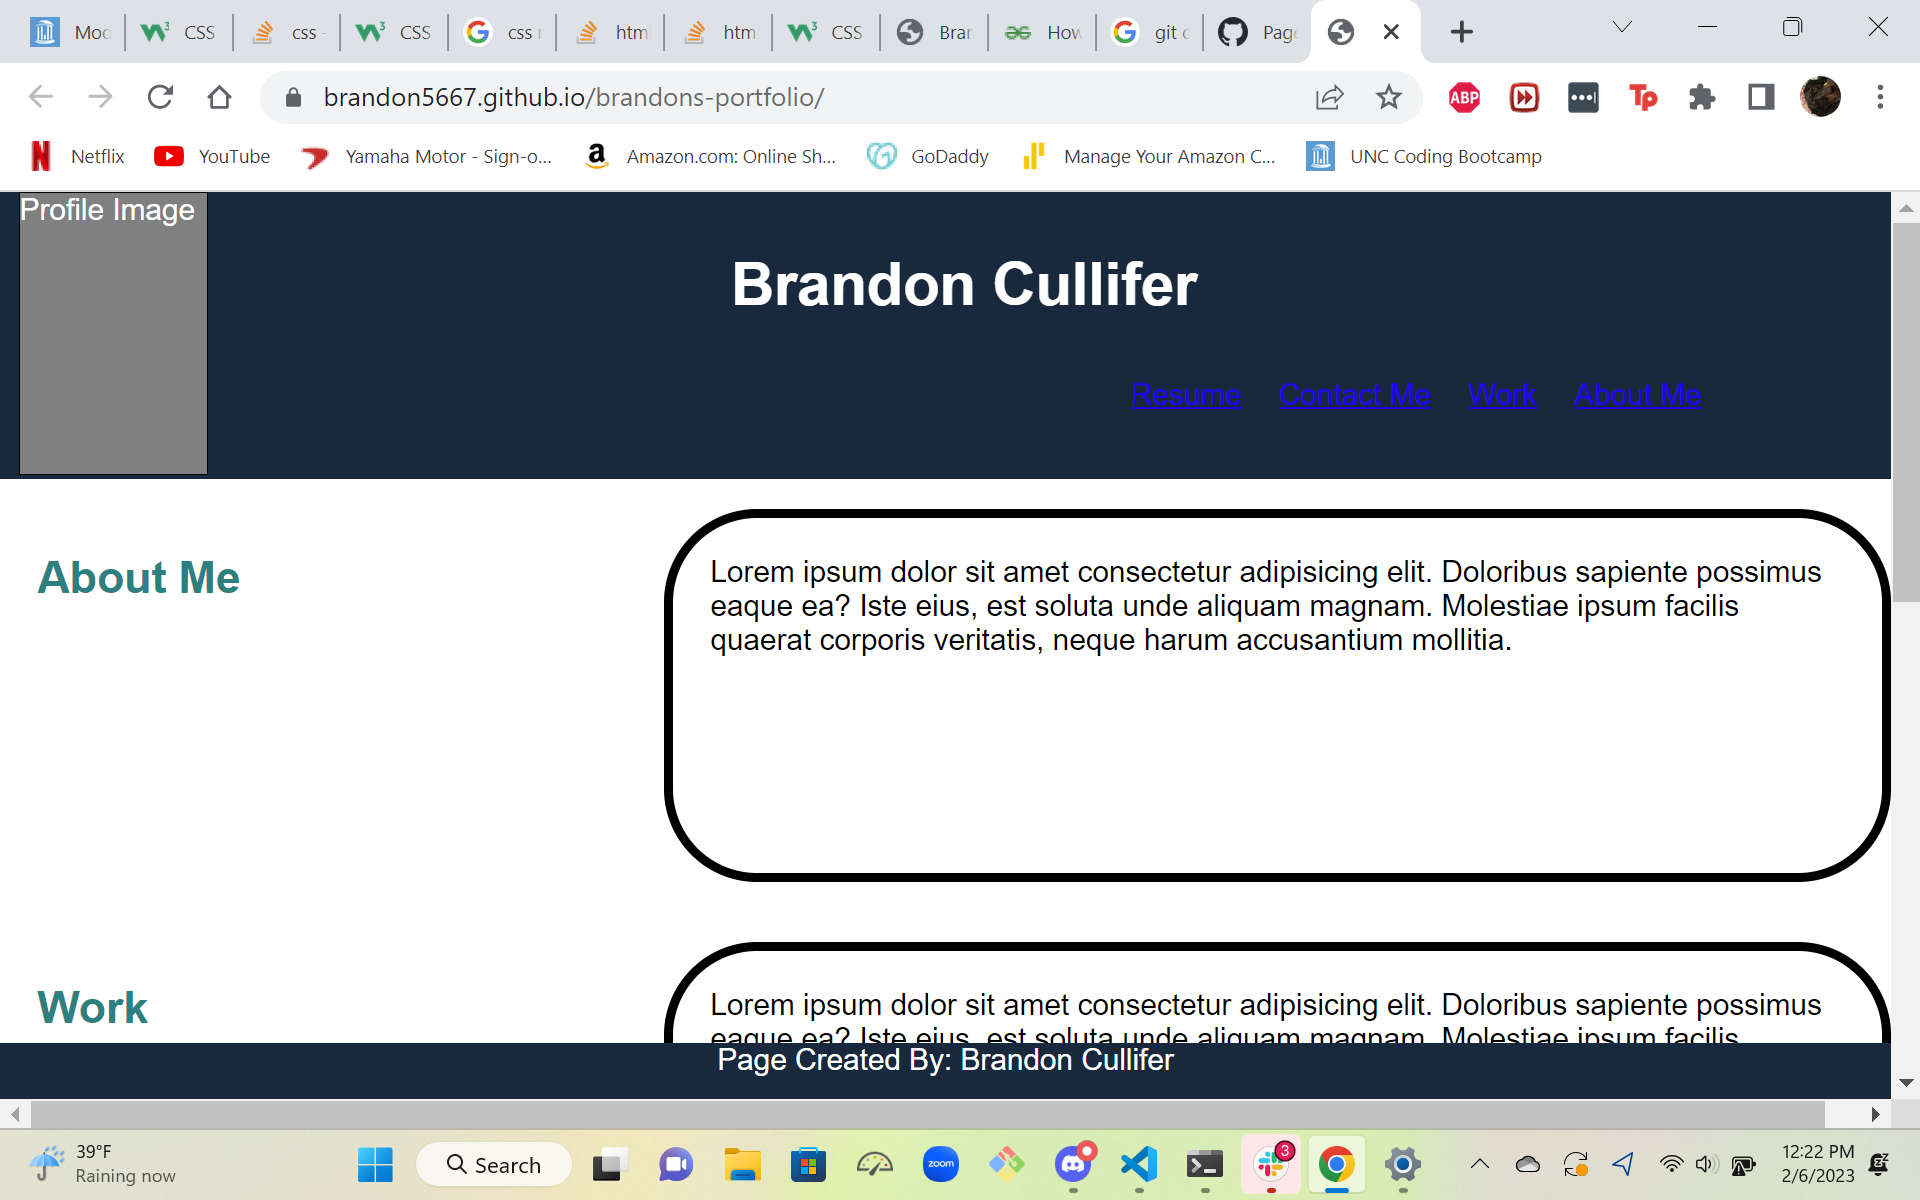 Mod
CSS
css -
CSS
css r
htm
htm
CSS
Bran
How
git c
Page
brandon5667.github.io/brandons-portfolio/
ABP
Tp
Netflix
YouTube
Yamaha Motor - Sign-o...
Amazon.com: Online Sh...
GoDaddy
Manage Your Amazon C...
UNC Coding Bootcamp
Profile Image
Brandon Cullifer
Resume Contact Me Work About Me
About Me
Lorem ipsum dolor sit amet consectetur adipisicing elit. Doloribus sapiente possimus
eaque ea? Iste eius, est soluta unde aliquam magnam. Molestiae ipsum facilis
quaerat corporis veritatis, neque harum accusantium mollitia.
Work
Lorem ipsum dolor sit amet consectetur adipisicing elit. Doloribus sapiente possimus
eaque ea? Iste eius, est soluta unde aliquam magnam. Molestiae ipsum facilis
Page Created By: Brandon Cullifer
39°F
Raining now
Search
zoom
3
12:22 PM
2/6/2023